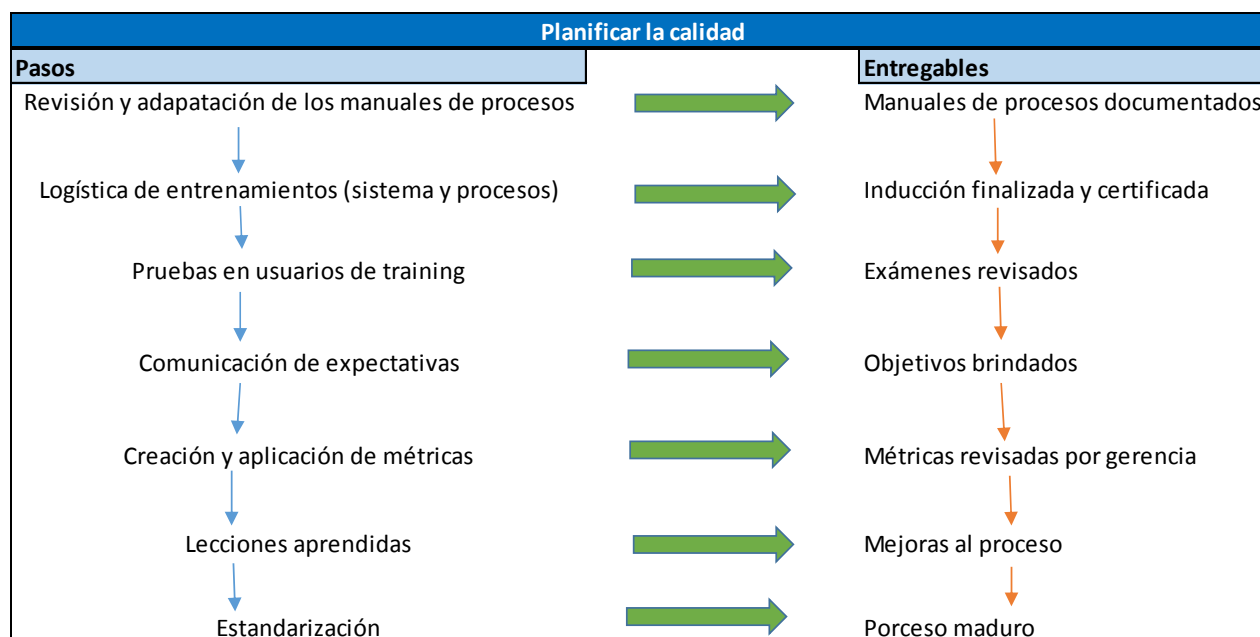 Planificar la calidad
Pasos
Entregables
Revisión y adapatación de los manuales de procesos
Manuales de procesos documentados
Logística de entrenamientos (sistema y procesos)
Inducción finalizada y certificada
Pruebas en usuarios de training
Exámenes revisados
Comunicación de expectativas
Objetivos brindados
Creación y aplicación de métricas
Métricas revisadas por gerencia
Lecciones aprendidas
Mejoras al proceso
Estandarización
Porceso maduro